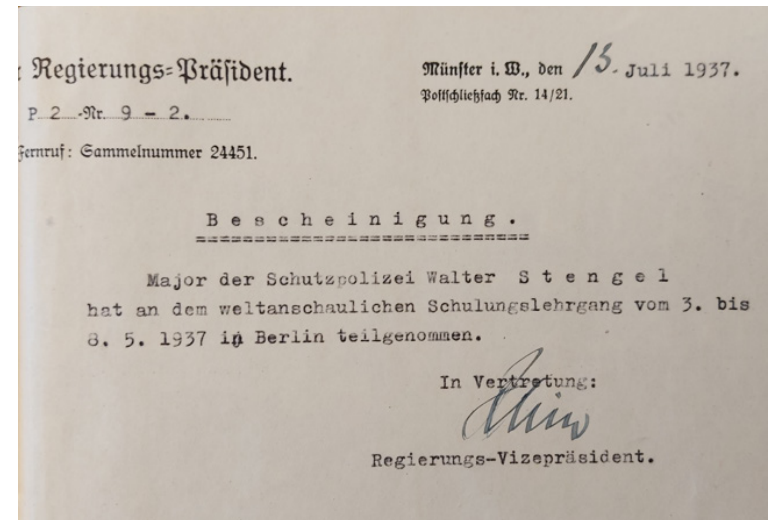 Regierungs-Präsident.
Münster i. W., den 13. Juli 1937.
P 2 -Nr. 9 - 2.
Postschließfach Nr. 14/21.
Fernruf: Sammelnummer 24451.
Bescheinigung.
Major der Schutzpolizei Walter Stengel
hat an dem weltanschaulichen Schulungslehrgang vom 3. bis
8. 5. 1937 in Berlin teilgenommen.
In Vertretung:
Regierungs-Vizepräsident.